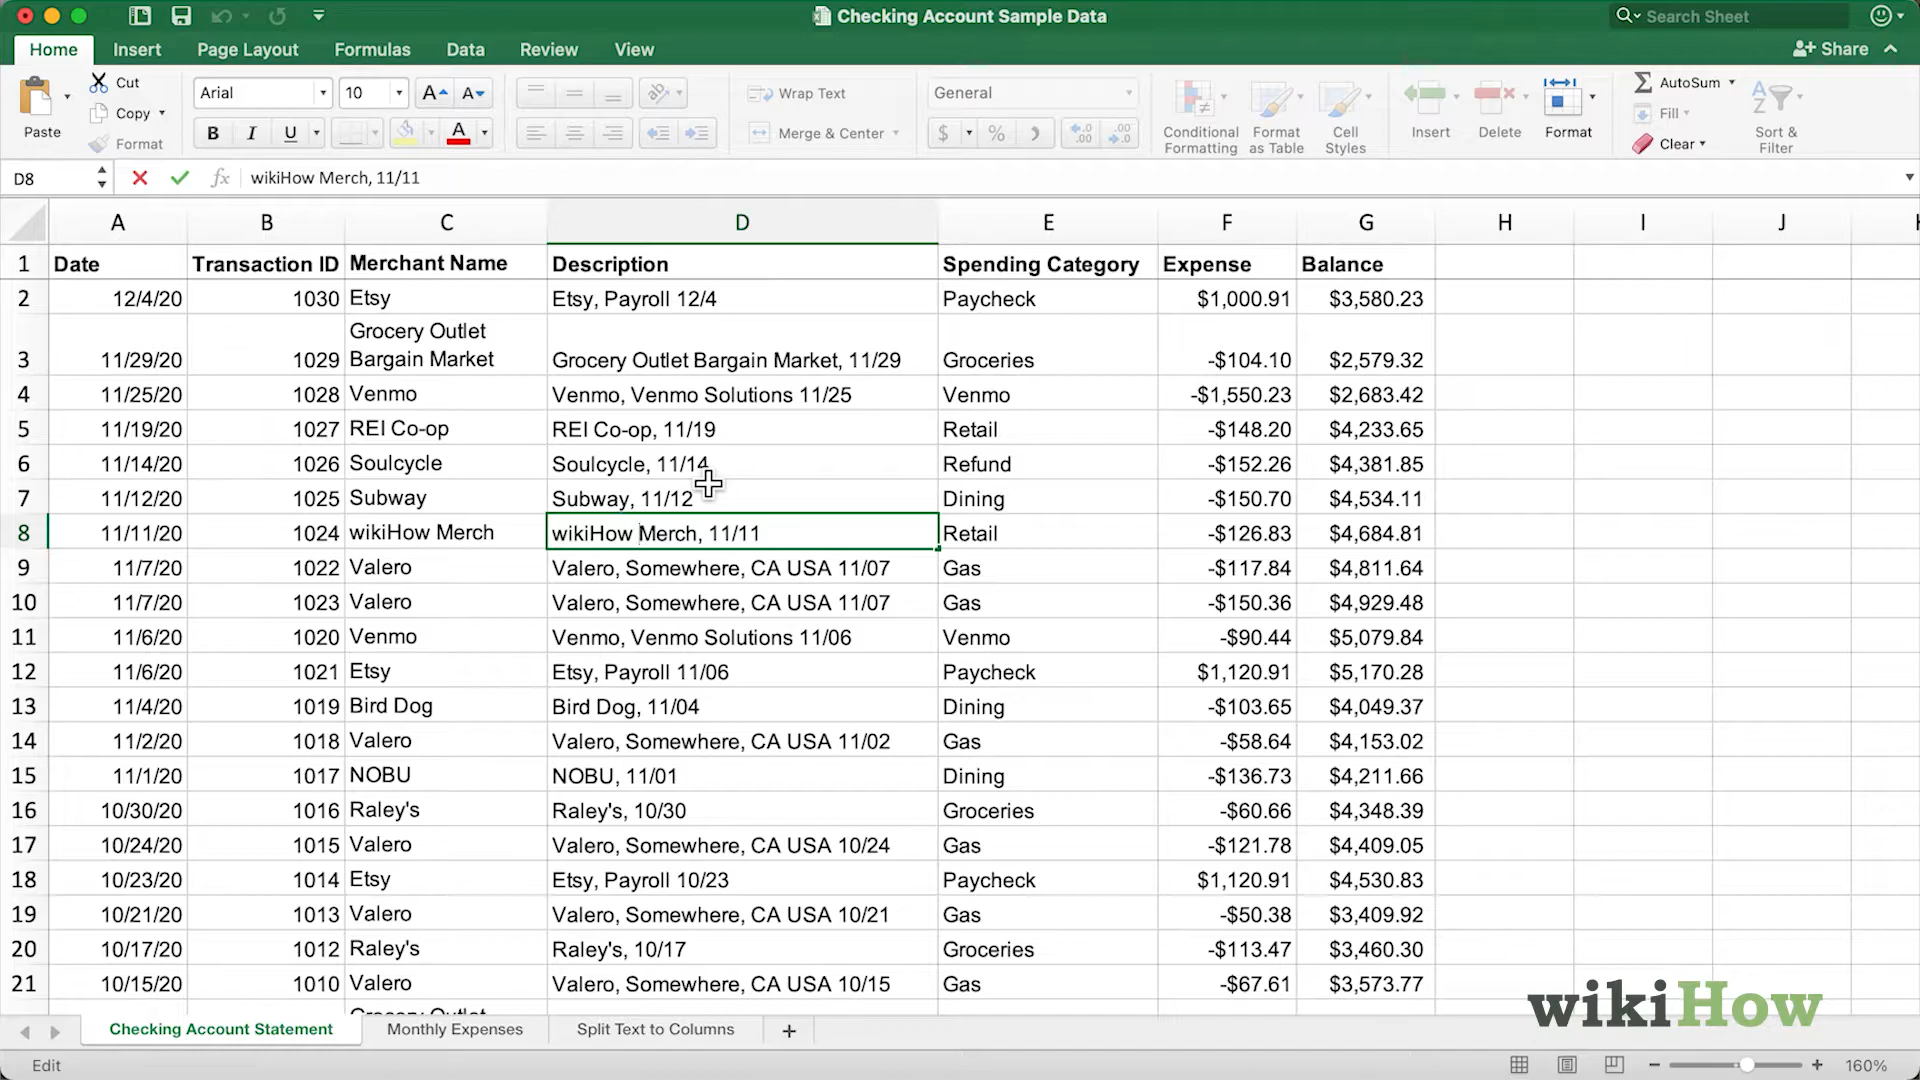 Checking Account Sample Data
Search Sheet
Home Insert Page Layout Formulas Data Review View
Share
Paste
Cut
Copy
Format
Arial 10
A A
B I U A
Wrap Text
Merge & Center
General
$ % )
.0 .00
.00 .0
Conditional Formatting
Format as Table
Cell Styles
Insert
Delete
Format
AutoSum
Fill
Clear
A Z
Sort & Filter
D8 fx wikiHow Merch, 11/11
A B C D E F G H I J
1 Date Transaction ID Merchant Name Description Spending Category Expense Balance
2 12/4/20 1030 Etsy Etsy, Payroll 12/4 Paycheck $1,000.91 $3,580.23
Grocery Outlet
3 11/29/20 1029 Bargain Market Grocery Outlet Bargain Market, 11/29 Groceries -$104.10 $2,579.32
4 11/25/20 1028 Venmo Venmo, Venmo Solutions 11/25 Venmo -$1,550.23 $2,683.42
5 11/19/20 1027 REI Co-op REI Co-op, 11/19 Retail -$148.20 $4,233.65
6 11/14/20 1026 Soulcycle Soulcycle, 11/14 Refund -$152.26 $4,381.85
7 11/12/20 1025 Subway Subway, 11/12 Dining -$150.70 $4,534.11
8 11/11/20 1024 wikiHow Merch wikiHow Merch, 11/11 Retail -$126.83 $4,684.81
9 11/7/20 1022 Valero Valero, Somewhere, CA USA 11/07 Gas -$117.84 $4,811.64
10 11/7/20 1023 Valero Valero, Somewhere, CA USA 11/07 Gas -$150.36 $4,929.48
11 11/6/20 1020 Venmo Venmo, Venmo Solutions 11/06 Venmo -$90.44 $5,079.84
12 11/6/20 1021 Etsy Etsy, Payroll 11/06 Paycheck $1,120.91 $5,170.28
13 11/4/20 1019 Bird Dog Bird Dog, 11/04 Dining -$103.65 $4,049.37
14 11/2/20 1018 Valero Valero, Somewhere, CA USA 11/02 Gas -$58.64 $4,153.02
15 11/1/20 1017 NOBU NOBU, 11/01 Dining -$136.73 $4,211.66
16 10/30/20 1016 Raley's Raley's, 10/30 Groceries -$60.66 $4,348.39
17 10/24/20 1015 Valero Valero, Somewhere, CA USA 10/24 Gas -$121.78 $4,409.05
18 10/23/20 1014 Etsy Etsy, Payroll 10/23 Paycheck $1,120.91 $4,530.83
19 10/21/20 1013 Valero Valero, Somewhere, CA USA 10/21 Gas -$50.38 $3,409.92
20 10/17/20 1012 Raley's Raley's, 10/17 Groceries -$113.47 $3,460.30
21 10/15/20 1010 Valero Valero, Somewhere, CA USA 10/15 Gas -$67.61 $3,573.77
Grocery Outlet
wikiHow
Checking Account Statement Monthly Expenses Split Text to Columns +
Edit
160%